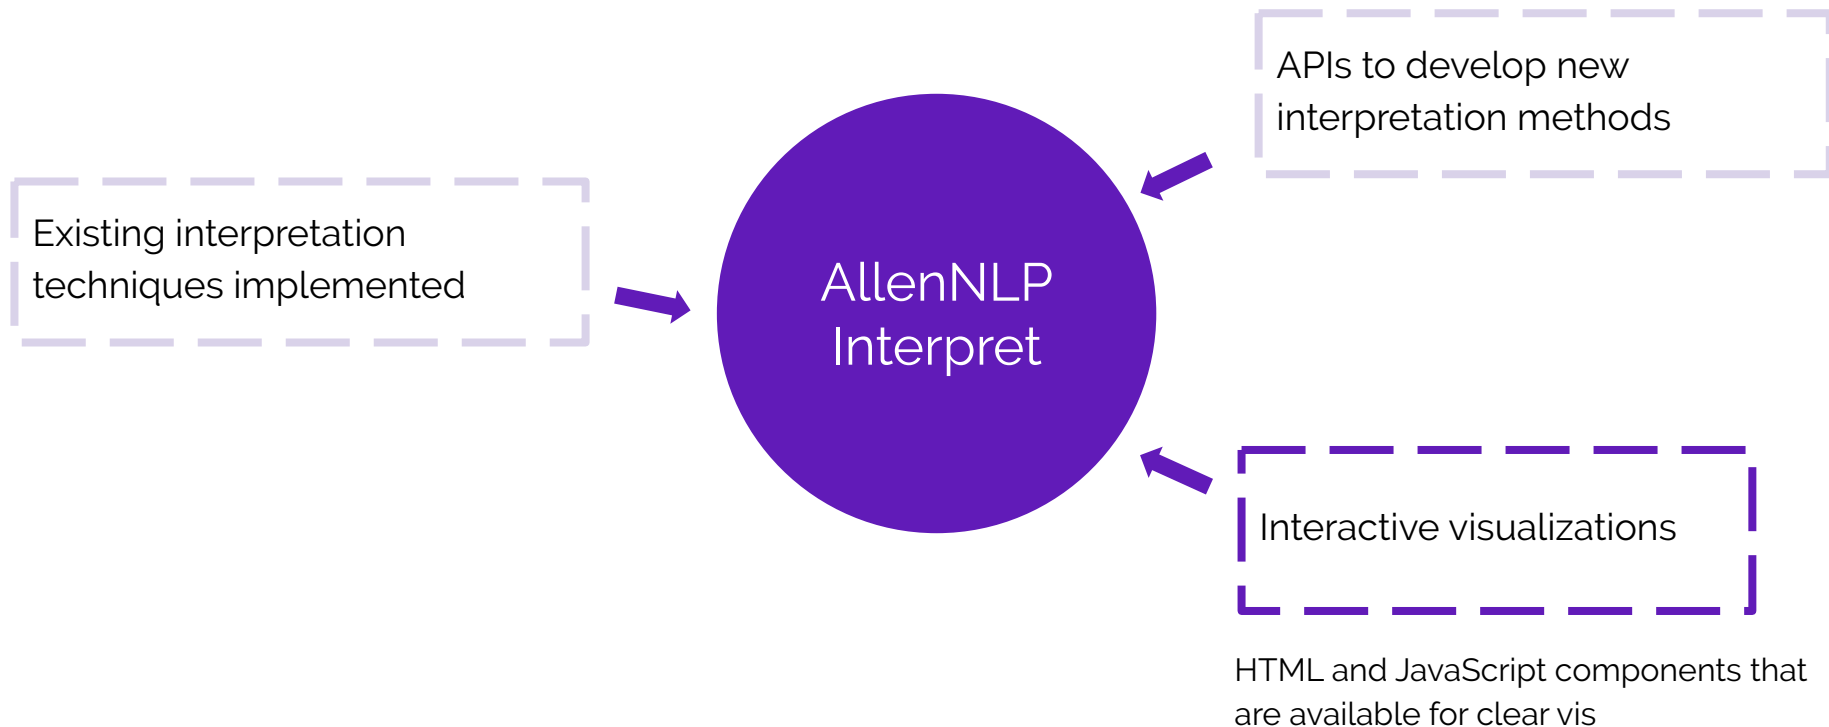 APIs to develop new
interpretation methods
Existing interpretation
techniques implemented
AllenNLP
Interpret
Interactive visualizations
HTML and JavaScript components that
are available for clear vis